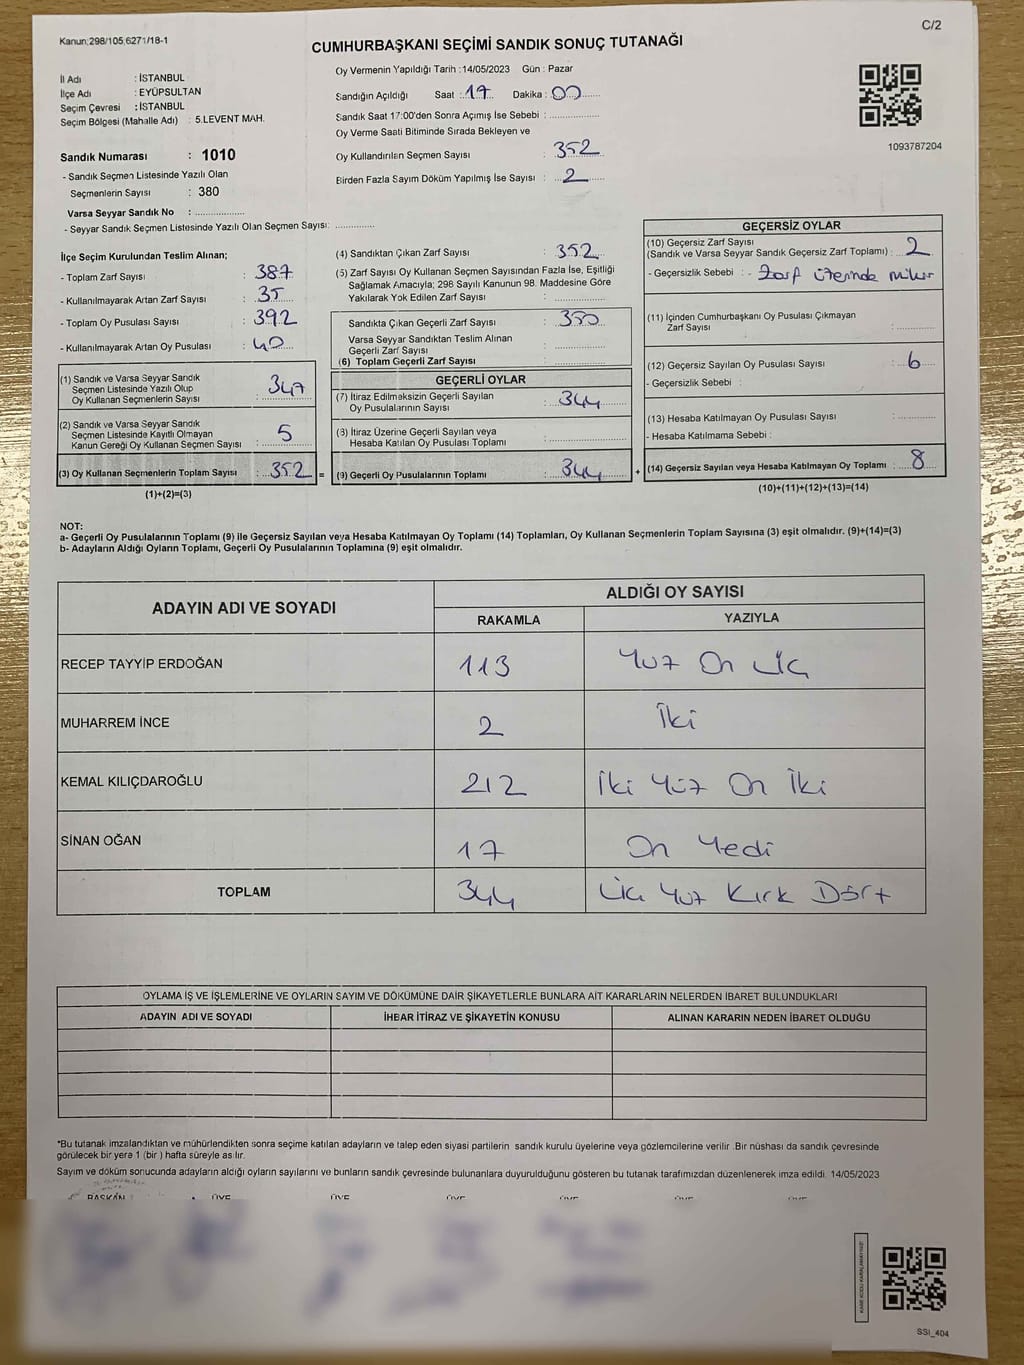 Kanun:298/105,6271/18-1
C/2
CUMHURBAŞKANI SEÇİMİ SANDIK SONUÇ TUTANAĞI
İl Adı : İSTANBUL
İlçe Adı : EYÜPSULTAN
Seçim Çevresi : İSTANBUL
Seçim Bölgesi (Mahalle Adı) : 5.LEVENT MAH.
Sandık Numarası : 1010
- Sandık Seçmen Listesinde Yazılı Olan
Seçmenlerin Sayısı : 380
Varsa Seyyar Sandık No : ....................
- Seyyar Sandık Seçmen Listesinde Yazılı Olan Seçmen Sayısı: ..............
Oy Vermenin Yapıldığı Tarih : 14/05/2023 Gün : Pazar
Sandığın Açıldığı Saat : 17 Dakika : 00
Sandık Saat 17:00'den Sonra Açımış İse Sebebi : ..................
Oy Verme Saati Bitiminde Sırada Bekleyen ve
Oy Kullandırılan Seçmen Sayısı : 352
Birden Fazla Sayım Döküm Yapılmış İse Sayısı : 2
1093787204
İlçe Seçim Kurulundan Teslim Alınan;
- Toplam Zarf Sayısı : 387
- Kullanılmayarak Artan Zarf Sayısı : 35
- Toplam Oy Pusulası Sayısı : 392
- Kullanılmayarak Artan Oy Pusulası : 40
(1) Sandık ve Varsa Seyyar Sandık
Seçmen Listesinde Yazılı Olup
Oy Kullanan Seçmenlerin Sayısı : 347
(2) Sandık ve Varsa Seyyar Sandık
Seçmen Listesinde Kayıtlı Olmayan
Kanun Gereği Oy Kullanan Seçmen Sayısı : 5
(3) Oy Kullanan Seçmenlerin Toplam Sayısı : 352 =
(1)+(2)=(3)
(4) Sandıktan Çıkan Zarf Sayısı : 352
(5) Zarf Sayısı Oy Kullanan Seçmen Sayısından Fazla İse, Eşitliği
Sağlamak Amacıyla; 298 Sayılı Kanunun 98. Maddesine Göre
Yakılarak Yok Edilen Zarf Sayısı : ....................
Sandıkta Çıkan Geçerli Zarf Sayısı : 350
Varsa Seyyar Sandıktan Teslim Alınan
Geçerli Zarf Sayısı : ....................
(6) Toplam Geçerli Zarf Sayısı : ....................
GEÇERLİ OYLAR
(7) İtiraz Edilmeksizin Geçerli Sayılan
Oy Pusulalarının Sayısı : 344
(8) İtiraz Üzerine Geçerli Sayılan veya
Hesaba Katılan Oy Pusulası Toplamı : ....................
(9) Geçerli Oy Pusulalarının Toplamı : 344 +
GEÇERSİZ OYLAR
(10) Geçersiz Zarf Sayısı
(Sandık ve Varsa Seyyar Sandık Geçersiz Zarf Toplamı) : 2
- Geçersizlik Sebebi : - Zarf üzerinde mühür
(11) İçinden Cumhurbaşkanı Oy Pusulası Çıkmayan
Zarf Sayısı : ..............
(12) Geçersiz Sayılan Oy Pusulası Sayısı : 6
- Geçersizlik Sebebi :
(13) Hesaba Katılmayan Oy Pusulası Sayısı : ..............
- Hesaba Katılmama Sebebi :
(14) Geçersiz Sayılan veya Hesaba Katılmayan Oy Toplamı : 8
(10)+(11)+(12)+(13)=(14)
NOT:
a- Geçerli Oy Pusulalarının Toplamı (9) ile Geçersiz Sayılan veya Hesaba Katılmayan Oy Toplamı (14) Toplamları, Oy Kullanan Seçmenlerin Toplam Sayısına (3) eşit olmalıdır. (9)+(14)=(3)
b- Adayların Aldığı Oyların Toplamı, Geçerli Oy Pusulalarının Toplamına (9) eşit olmalıdır.
ADAYIN ADI VE SOYADI ALDIĞI OY SAYISI
RAKAMLA YAZIYLA
RECEP TAYYİP ERDOĞAN 113 Yüz On Üç
MUHARREM İNCE 2 İki
KEMAL KILIÇDAROĞLU 212 İki Yüz On İki
SİNAN OĞAN 17 On Yedi
TOPLAM 344 Üç Yüz Kırk Dört
OYLAMA İŞ VE İŞLEMLERİNE VE OYLARIN SAYIM VE DÖKÜMÜNE DAİR ŞİKAYETLERLE BUNLARA AİT KARARLARIN NELERDEN İBARET BULUNDUKLARI
ADAYIN ADI VE SOYADI İHBAR İTİRAZ VE ŞİKAYETİN KONUSU ALINAN KARARIN NEDEN İBARET OLDUĞU
*Bu tutanak imzalandıktan ve mühürlendikten sonra seçime katılan adayların ve talep eden siyasi partilerin sandık kurulu üyelerine veya gözlemcilerine verilir .Bir nüshası da sandık çevresinde
görülecek bir yere 1 (bir ) hafta süreyle asılır.
Sayım ve döküm sonucunda adayların aldığı oyların sayılarını ve bunların sandık çevresinde bulunanlara duyurulduğunu gösteren bu tutanak tarafımızdan düzenlenerek imza edildi. 14/05/2023
BAŞKAN ÜYE ÜYE ÜYE ÜYE ÜYE ÜYE
SSI_404